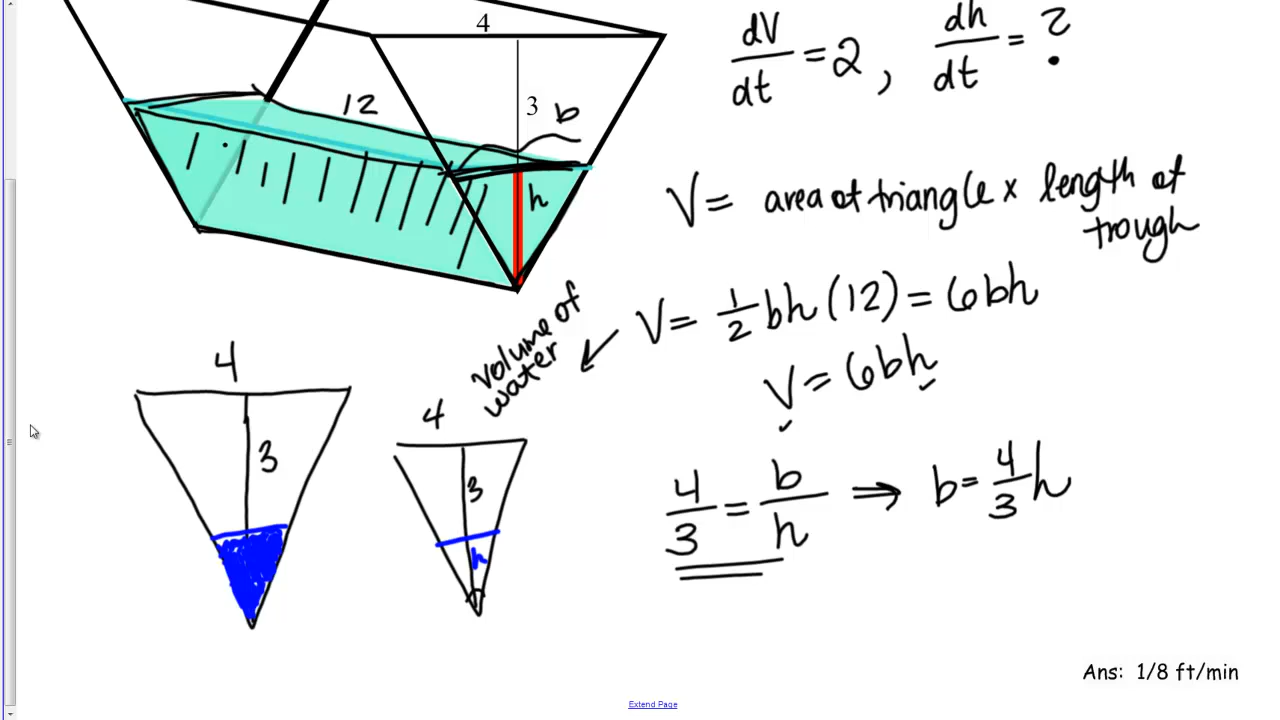 4
12
3
b
h
dV/dt = 2, dh/dt = ?
V = area of triangle x length of
trough
V = 1/2 bh (12) = 6bh
volume of
water
V = 6bh
4
3
4
3
h
4/3 = b/h ⇒ b = 4/3 h
Ans: 1/8 ft/min
Extend Page